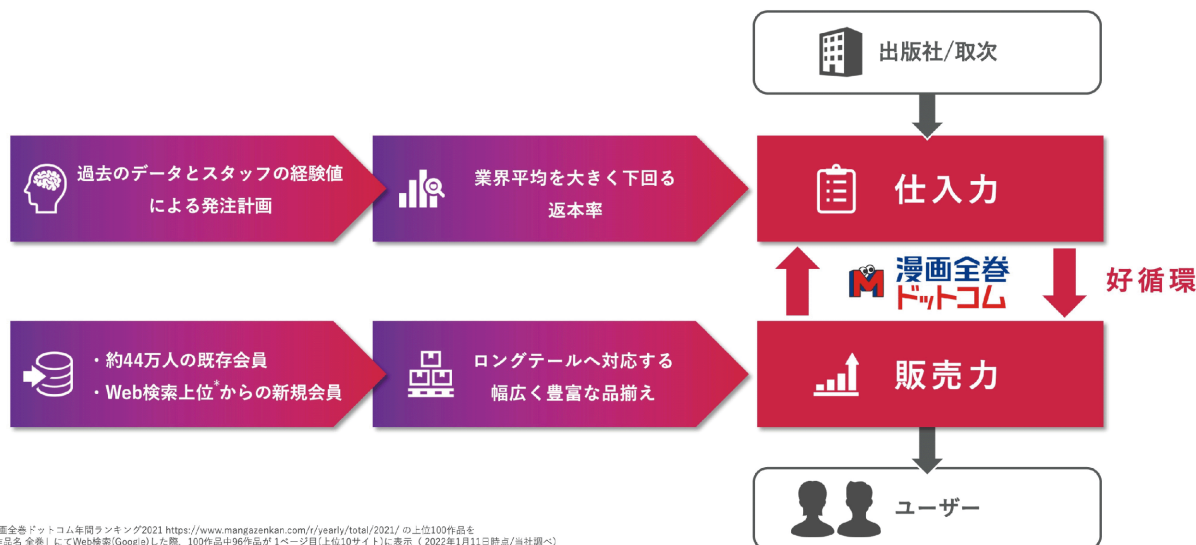 出版社/取次
過去のデータとスタッフの経験値
による発注計画
業界平均を大きく下回る
返本率
仕入力
漫画全巻
ドットコム
好循環
・約44万人の既存会員
・Web検索上位*からの新規会員
ロングテールへ対応する
幅広く豊富な品揃え
販売力
ユーザー
画全巻ドットコム年間ランキング2021 https://www.mangazenkan.com/r/yearly/total/2021/ の上位100作品を
作品名 全巻」にてWeb検索(Google)した際、100作品中96作品が1ページ目(上位10サイト)に表示（2022年1月11日時点/当社調べ）